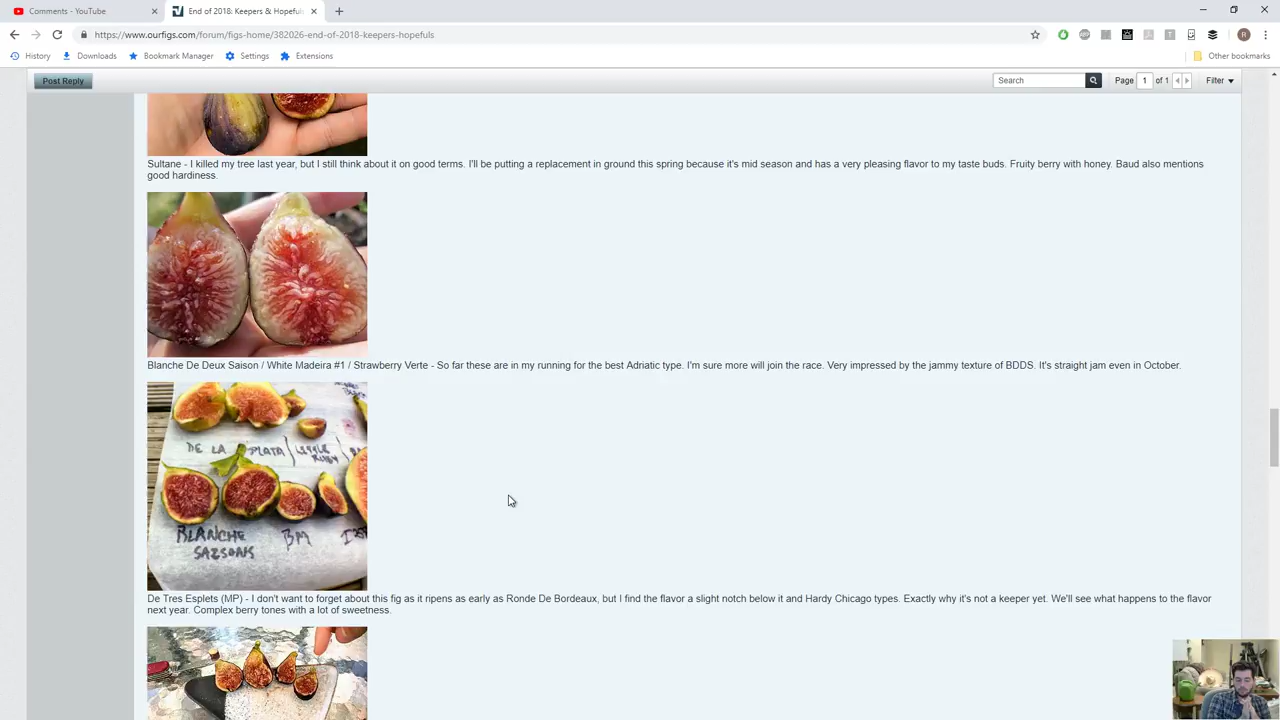 Comments - YouTube
End of 2018: Keepers & Hopefuls
https://www.ourfigs.com/forum/figs-home/382026-end-of-2018-keepers-hopefuls
R
History Downloads Bookmark Manager Settings Extensions Other bookmarks
Post Reply Search Page 1 of 1 Filter
Sultane - I killed my tree last year, but I still think about it on good terms. I'll be putting a replacement in ground this spring because it's mid season and has a very pleasing flavor to my taste buds. Fruity berry with honey. Baud also mentions
good hardiness.
Blanche De Deux Saison / White Madeira #1 / Strawberry Verte - So far these are in my running for the best Adriatic type. I'm sure more will join the race. Very impressed by the jammy texture of BDDS. It's straight jam even in October.
DE LA PLATA
BLANCHE BM
SAISONS
De Tres Esplets (MP) - I don't want to forget about this fig as it ripens as early as Ronde De Bordeaux, but I find the flavor a slight notch below it and Hardy Chicago types. Exactly why it's not a keeper yet. We'll see what happens to the flavor
next year. Complex berry tones with a lot of sweetness.